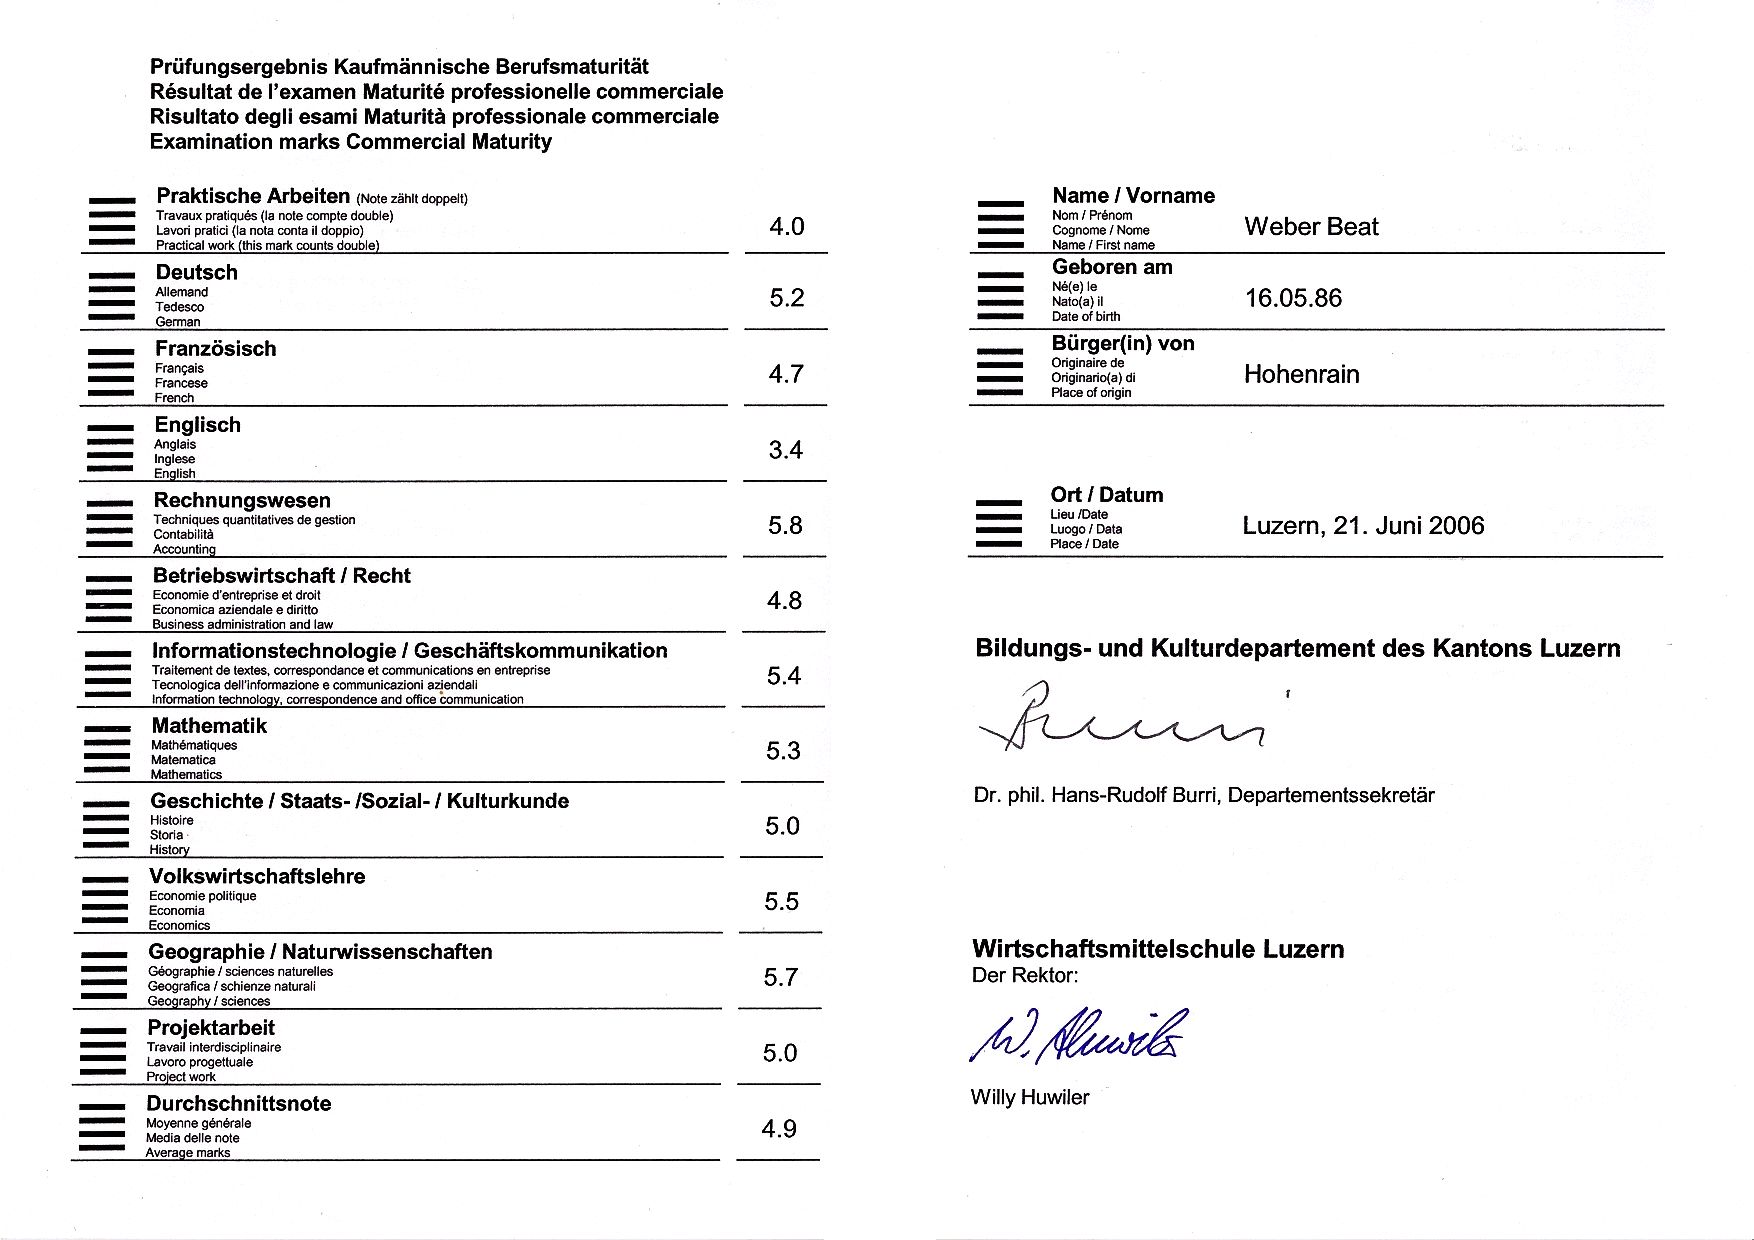 Prüfungsergebnis Kaufmännische Berufsmaturität
Résultat de l'examen Maturité professionelle commerciale
Risultato degli esami Maturità professionale commerciale
Examination marks Commercial Maturity
Praktische Arbeiten (Note zählt doppelt)
Travaux pratiqués (la note compte double)
Lavori pratici (la nota conta il doppio)
Practical work (this mark counts double)
4.0
Deutsch
Allemand
Tedesco
German
5.2
Französisch
Français
Francese
French
4.7
Englisch
Anglais
Inglese
English
3.4
Rechnungswesen
Techniques quantitatives de gestion
Contabilità
Accounting
5.8
Betriebswirtschaft / Recht
Economie d'entreprise et droit
Economica aziendale e diritto
Business administration and law
4.8
Informationstechnologie / Geschäftskommunikation
Traitement de textes, correspondance et communications en entreprise
Tecnologica dell'informazione e communicazioni aziendali
Information technology, correspondence and office communication
5.4
Mathematik
Mathématiques
Matematica
Mathematics
5.3
Geschichte / Staats- /Sozial- / Kulturkunde
Histoire
Storia
History
5.0
Volkswirtschaftslehre
Economie politique
Economia
Economics
5.5
Geographie / Naturwissenschaften
Géographie / sciences naturelles
Geografica / schienze naturali
Geography / sciences
5.7
Projektarbeit
Travail interdisciplinaire
Lavoro progettuale
Project work
5.0
Durchschnittsnote
Moyenne générale
Media delle note
Average marks
4.9
Name / Vorname
Nom / Prénom
Cognome / Nome
Name / First name
Weber Beat
Geboren am
Né(e) le
Nato(a) il
Date of birth
16.05.86
Bürger(in) von
Originaire de
Originario(a) di
Place of origin
Hohenrain
Ort / Datum
Lieu /Date
Luogo / Data
Place / Date
Luzern, 21. Juni 2006
Bildungs- und Kulturdepartement des Kantons Luzern
Dr. phil. Hans-Rudolf Burri, Departementssekretär
Wirtschaftsmittelschule Luzern
Der Rektor:
W. Huwiler
Willy Huwiler